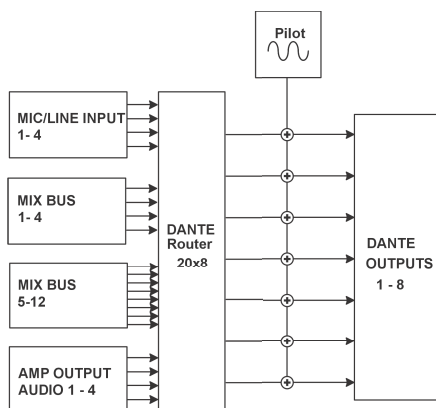 Pilot
MIC/LINE INPUT
1- 4
MIX BUS
1- 4
MIX BUS
5-12
AMP OUTPUT
AUDIO 1 - 4
DANTE
Router
20x8
DANTE
OUTPUTS
1 - 8